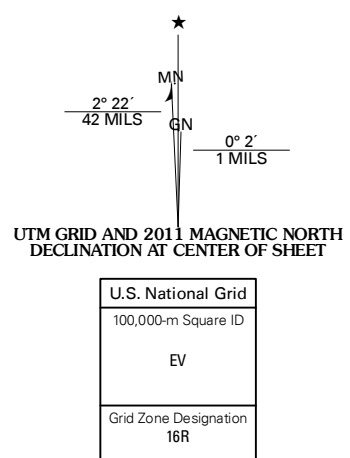 ★
MN
2° 22′
42 MILS
GN
0° 2′
1 MILS
UTM GRID AND 2011 MAGNETIC NORTH
DECLINATION AT CENTER OF SHEET
U.S. National Grid
100,000-m Square ID
EV
Grid Zone Designation
16R